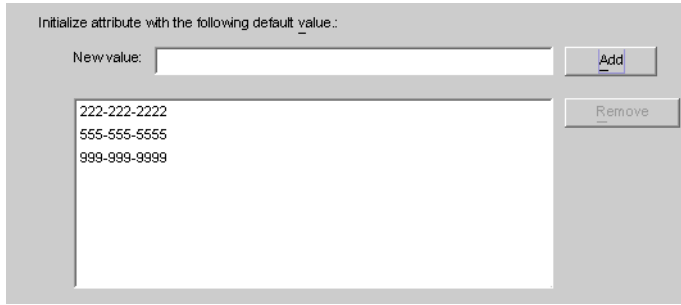 Initialize attribute with the following default value.:
New value:
Add
222-222-2222
555-555-5555
999-999-9999
Remove